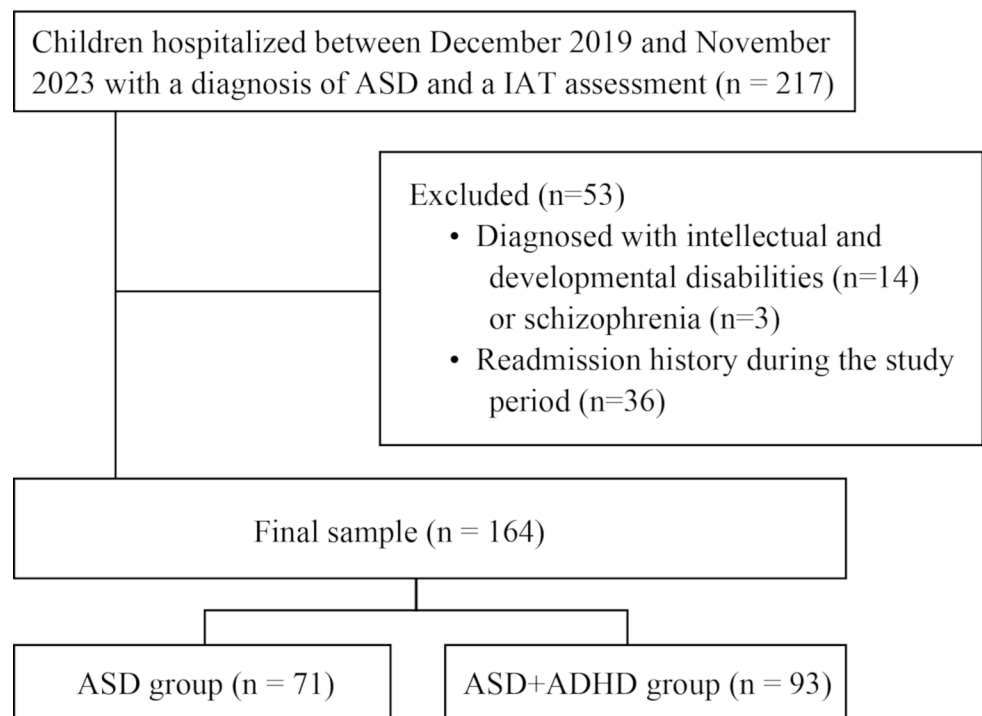 Children hospitalized between December 2019 and November
2023 with a diagnosis of ASD and a IAT assessment (n = 217)
Excluded (n=53)
• Diagnosed with intellectual and
developmental disabilities (n=14)
or schizophrenia (n=3)
• Readmission history during the study
period (n=36)
Final sample (n = 164)
ASD group (n = 71)
ASD+ADHD group (n = 93)